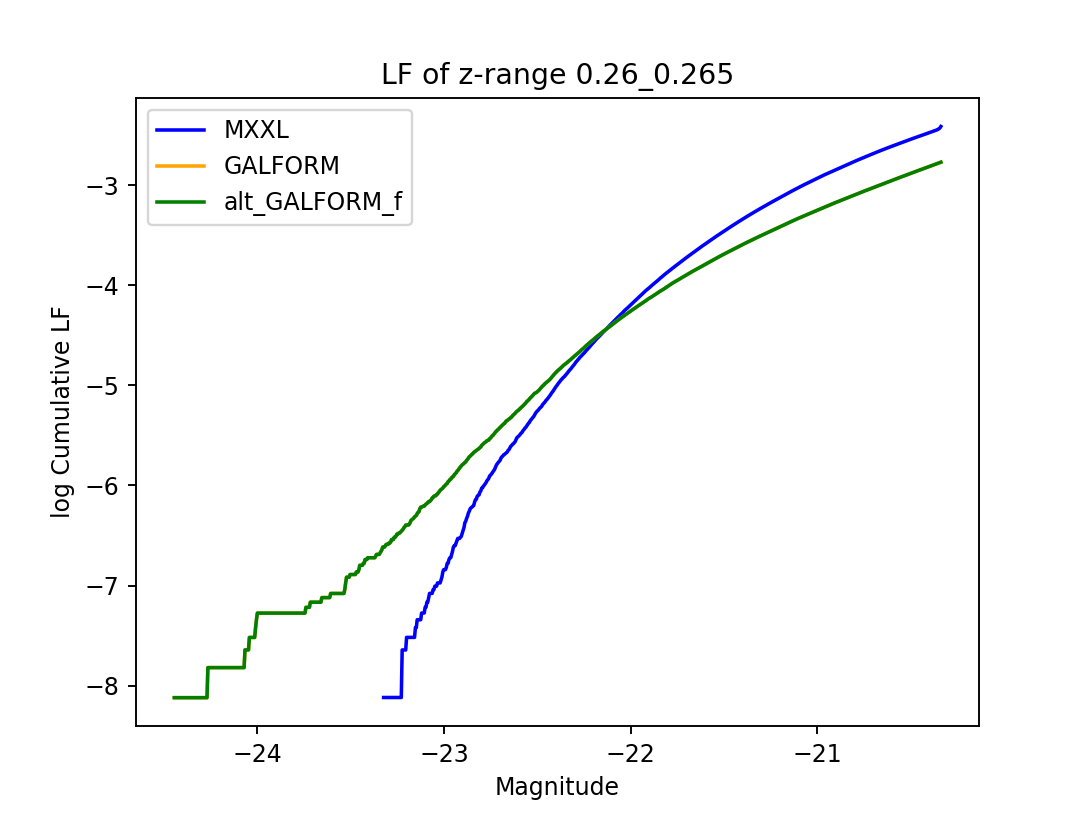 LF of z-range 0.26_0.265
MXXL
GALFORM
alt_GALFORM_f
log Cumulative LF
−3
−4
−5
−6
−7
−8
−24
−23
−22
−21
Magnitude